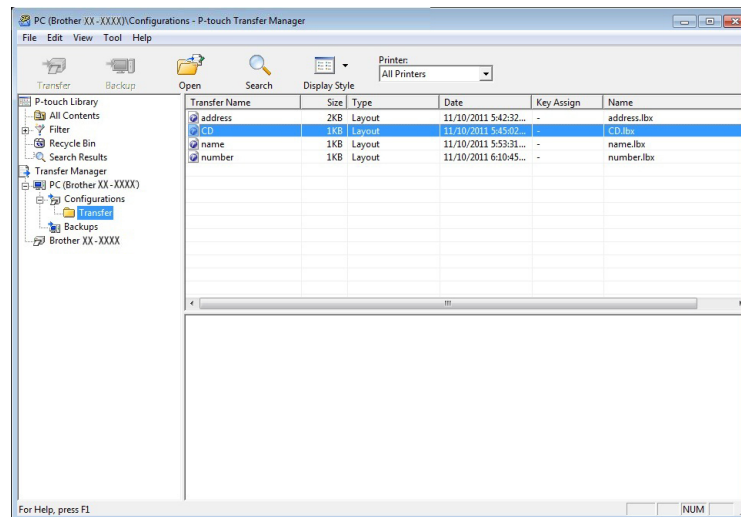 PC (Brother XX-XXXX)\Configurations - P-touch Transfer Manager
File Edit View Tool Help
Transfer Backup Open Search Display Style
Printer:
All Printers
P-touch Library
All Contents
Filter
Recycle Bin
Search Results
Transfer Manager
PC (Brother XX-XXXX)
Configurations
Transfer
Backups
Brother XX-XXXX
Transfer Name Size Type Date Key Assign Name
address 2KB Layout 11/10/2011 5:42:32... - address.lbx
CD 1KB Layout 11/10/2011 5:45:02... - CD.lbx
name 1KB Layout 11/10/2011 5:53:31... - name.lbx
number 1KB Layout 11/10/2011 6:10:45... - number.lbx
For Help, press F1
NUM